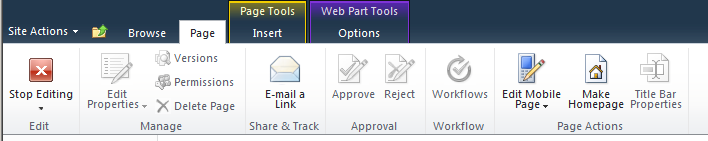 Page Tools
Web Part Tools
Site Actions
Browse
Page
Insert
Options
Stop Editing
Edit
Edit
Properties
Versions
Permissions
Delete Page
Manage
E-mail a
Link
Share & Track
Approve
Reject
Approval
Workflows
Workflow
Edit Mobile
Page
Make
Homepage
Title Bar
Properties
Page Actions